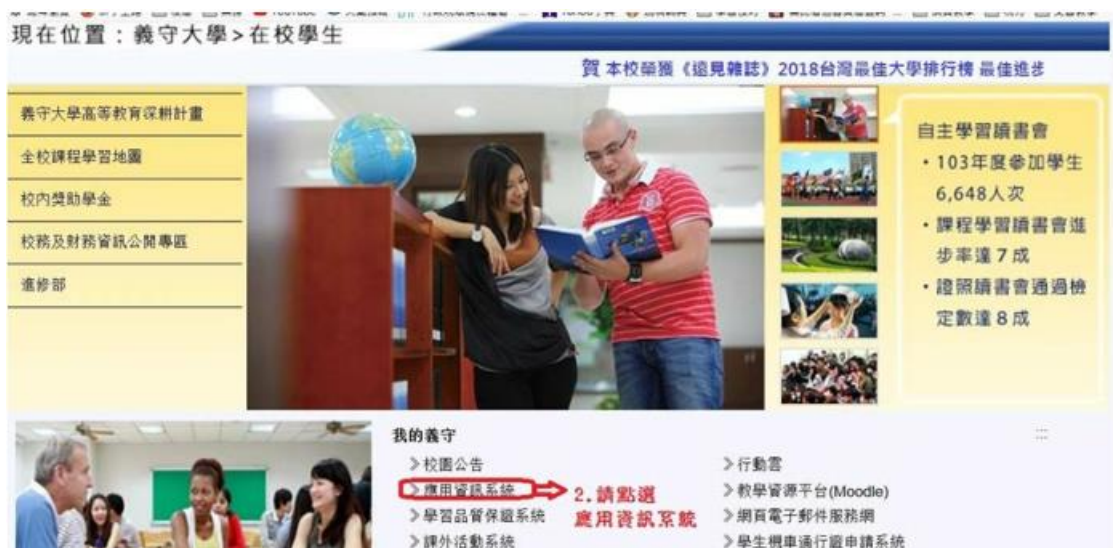 現在位置：義守大學>在校學生
賀 本校榮獲《遠見雜誌》2018台灣最佳大學排行榜 最佳進步
義守大學高等教育深耕計畫
全校課程學習地圖
校內獎助學金
校務及財務資訊公開專區
進修部
自主學習讀書會
・103年度參加學生
6,648人次
・課程學習讀書會進
步率達7成
・證照讀書會通過檢
定數達8成
我的義守
校園公告
應用資訊系統
學習品質保證系統
課外活動系統
2.請點選
應用資訊系統
行動雲
教學資源平台(Moodle)
網頁電子郵件服務網
學生機車通行證申請系統